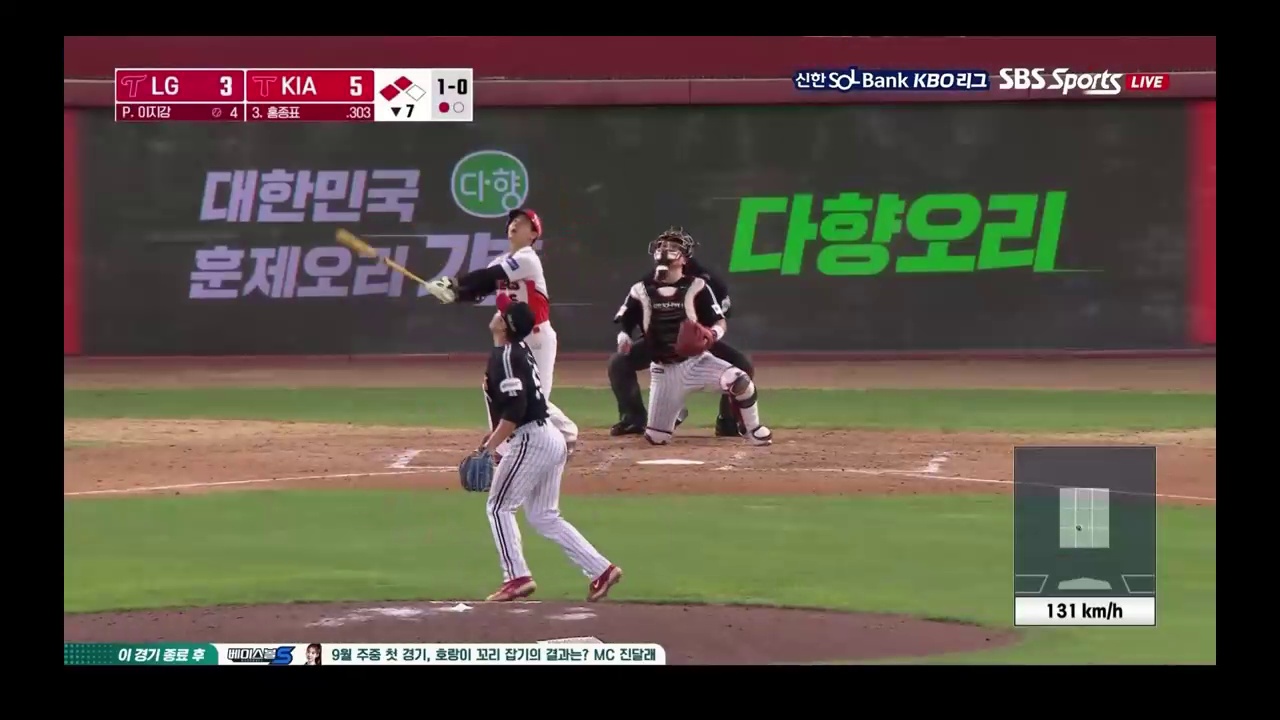 LG 3 KIA 5 1-0
P. 이지강 4 3. 홍종표 .303 ▼7
신한 SOL Bank KBO 리그 SBS Sports LIVE
대한민국 다향
훈제오리
다향오리
131 km/h
이 경기 종료 후 베이스볼S 9월 주중 첫 경기, 호랑이 꼬리 잡기의 결과는? MC 진달래